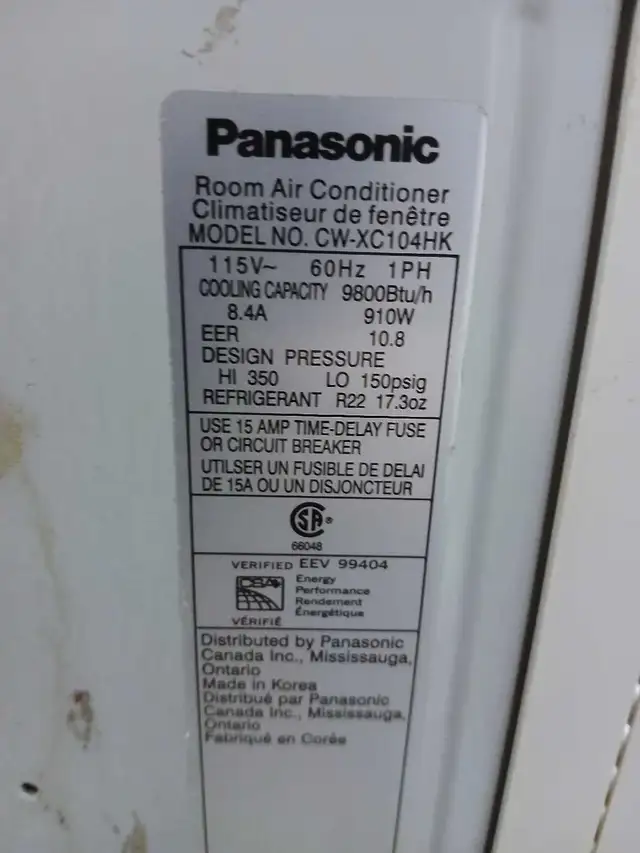 Panasonic
Room Air Conditioner
Climatiseur de fenêtre
MODEL NO. CW-XC104HK
115V~ 60Hz 1PH
COOLING CAPACITY 9800Btu/h
8.4A 910W
EER 10.8
DESIGN PRESSURE
HI 350 LO 150psig
REFRIGERANT R22 17.3oz
USE 15 AMP TIME-DELAY FUSE
OR CIRCUIT BREAKER
UTILSER UN FUSIBLE DE DELAI
DE 15A OU UN DISJONCTEUR
SA ®
66048
VERIFIED EEV 99404
CSA
Energy
Performance
Rendement
Énergétique
VÉRIFIÉ
Distributed by Panasonic
Canada Inc., Mississauga,
Ontario
Made in Korea
Distribué par Panasonic
Canada Inc., Mississauga,
Ontario
Fabriqué en Corée